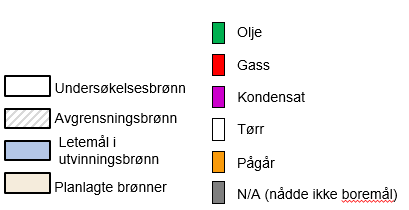 Undersøkelsesbrønn
Avgrensningsbrønn
Letemål i
utvinningsbrønn
Planlagte brønner
Olje
Gass
Kondensat
Tørr
Pågår
N/A (nådde ikke boremål)